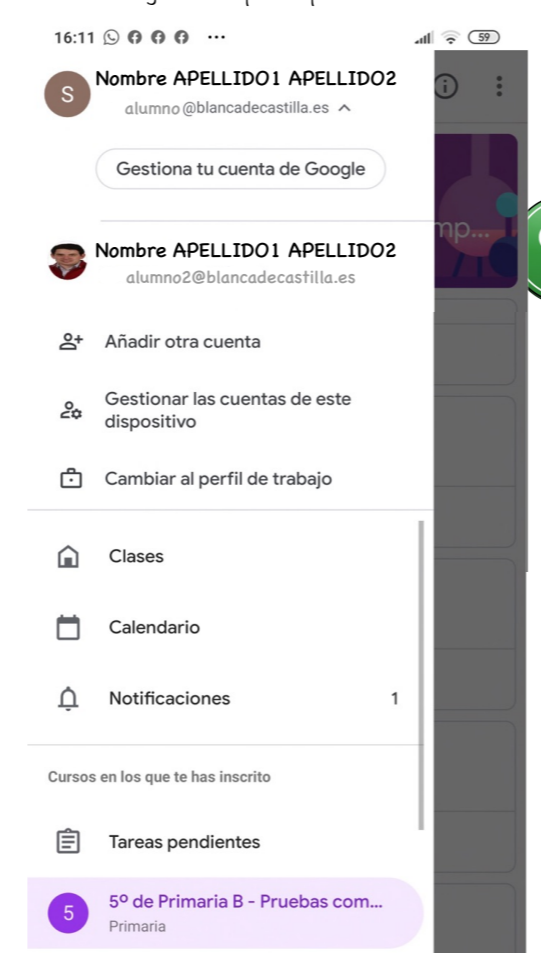 16:11 ... 59
S Nombre APELLIDO1 APELLIDO2
alumno@blancadecastilla.es
Gestiona tu cuenta de Google
mp...
Nombre APELLIDO1 APELLIDO2
alumno2@blancadecastilla.es
Añadir otra cuenta
Gestionar las cuentas de este
dispositivo
Cambiar al perfil de trabajo
Clases
Calendario
Notificaciones 1
Cursos en los que te has inscrito
Tareas pendientes
5 5º de Primaria B - Pruebas com...
Primaria